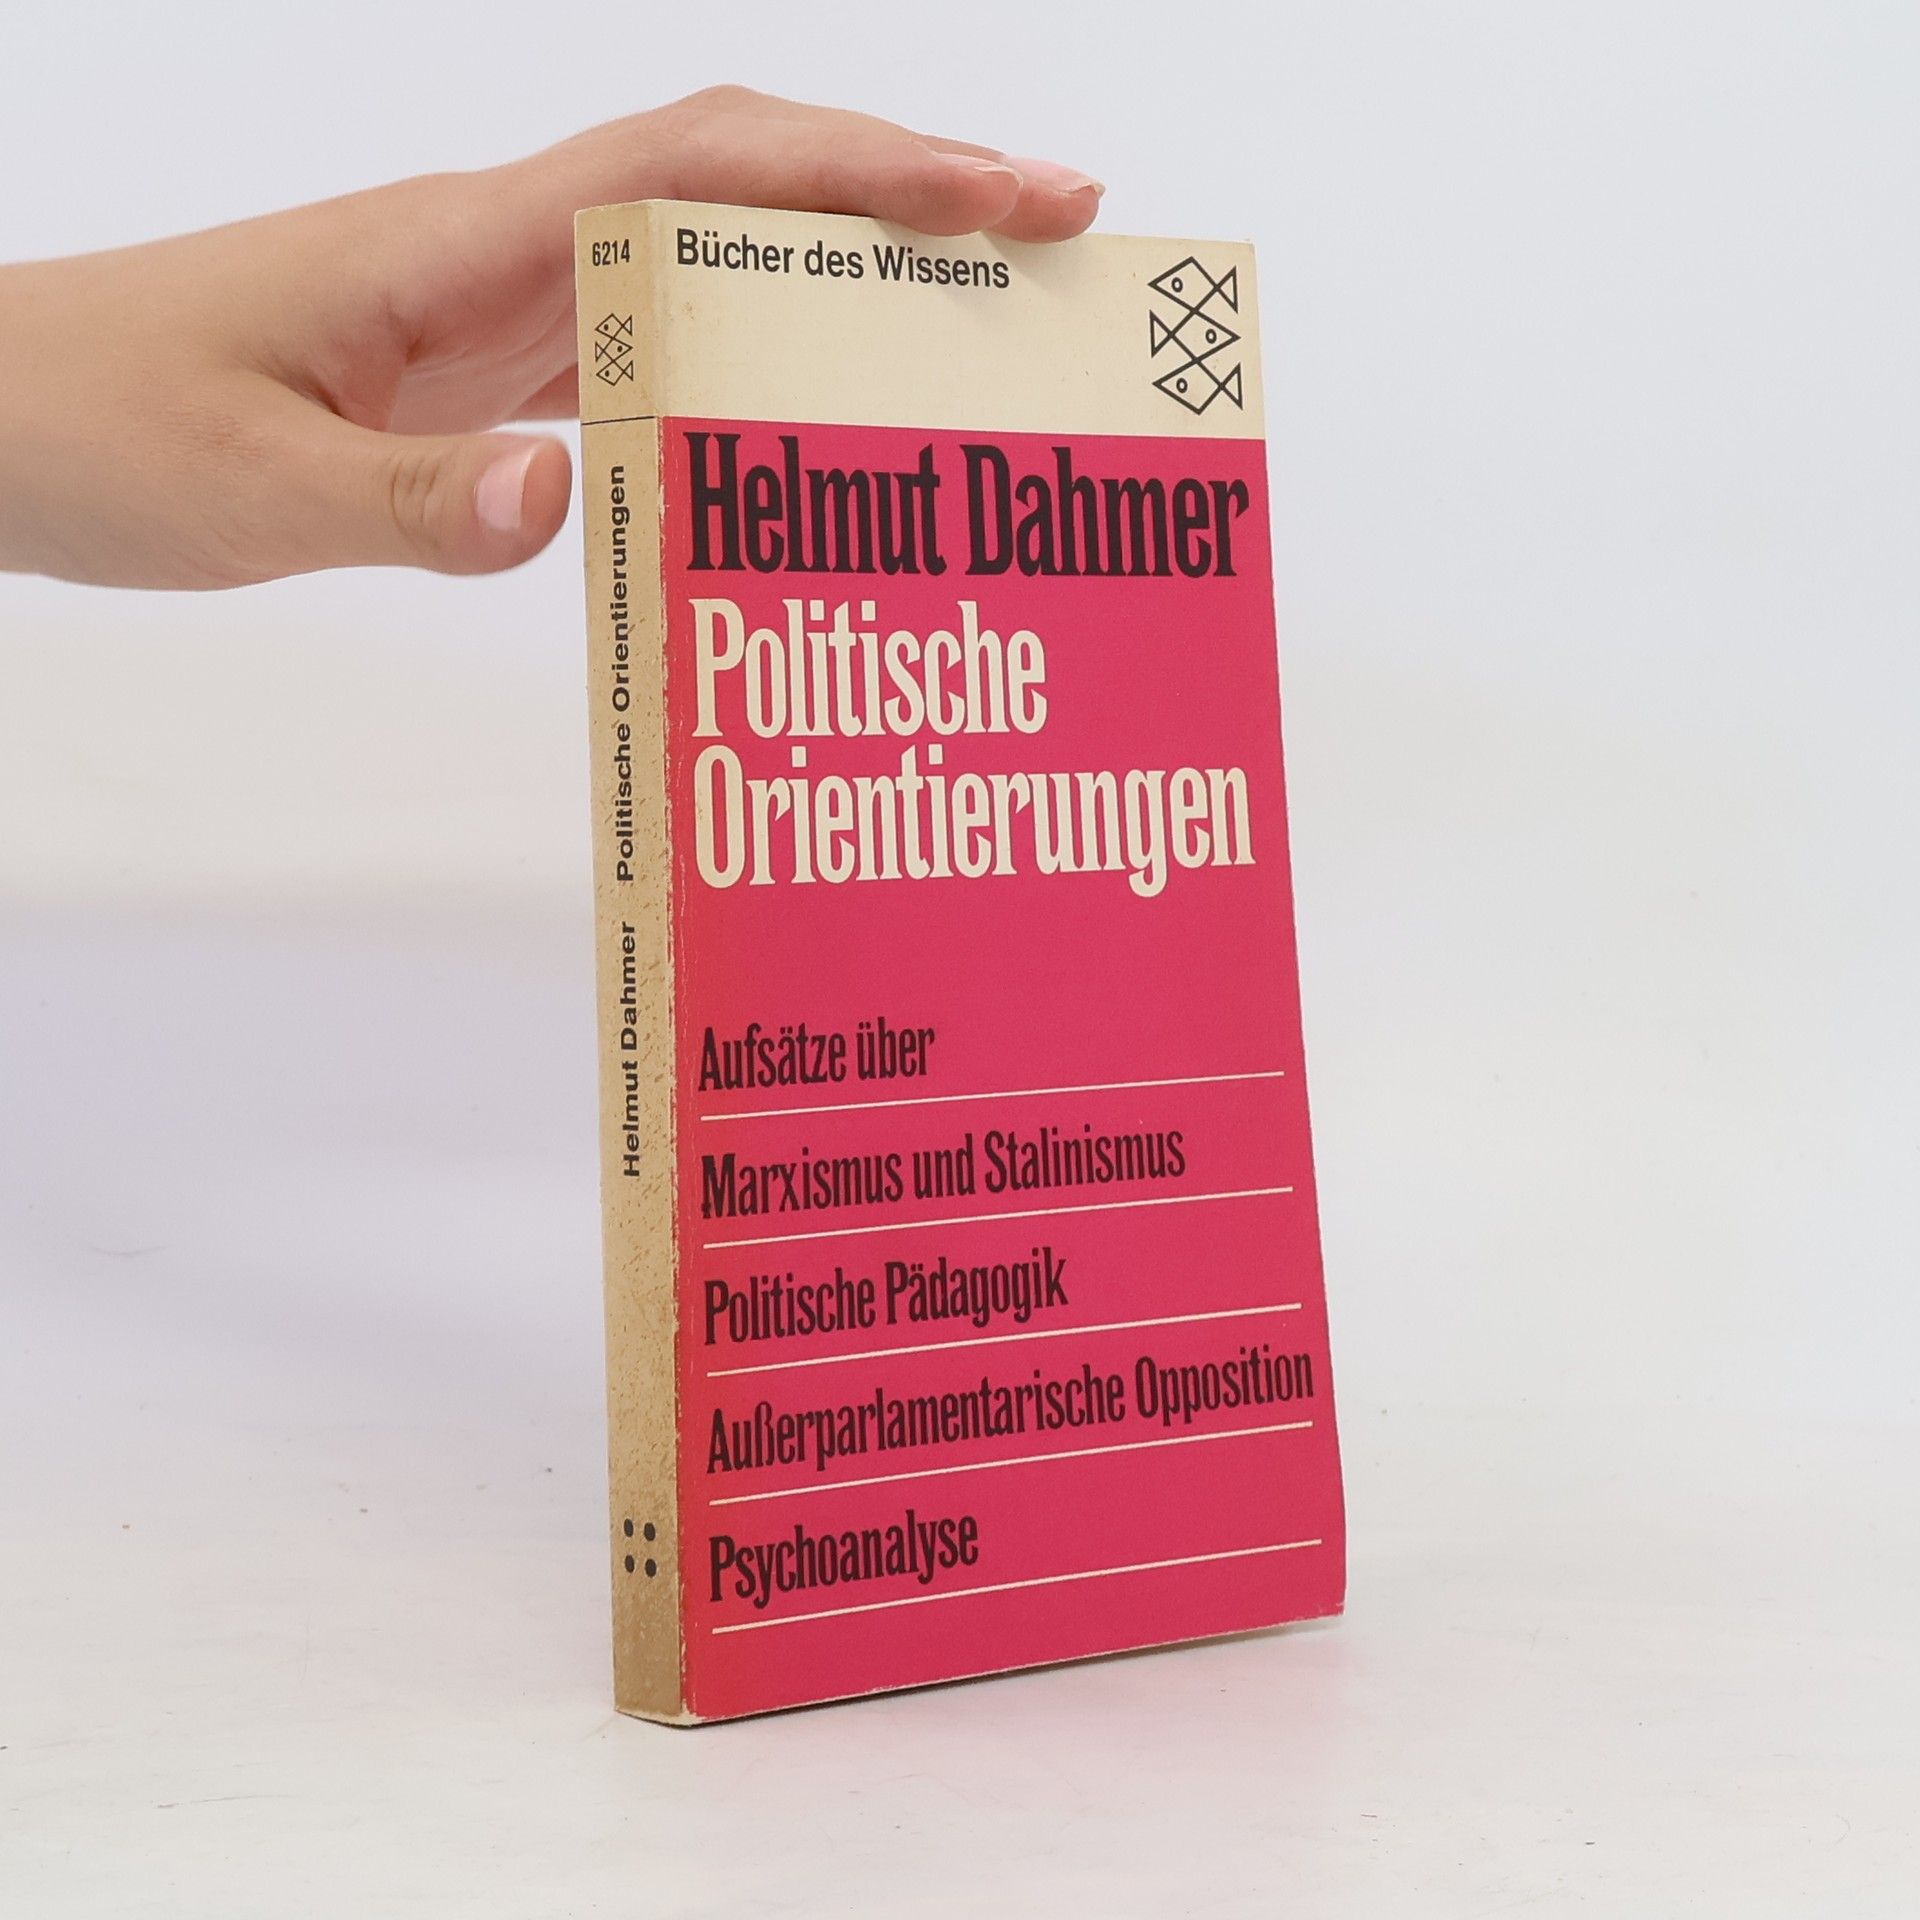 6214
Bücher des Wissens
Helmut Dahmer
Politische
Orientierungen
Aufsätze über
Marxismus und Stalinismus
Politische Pädagogik
Außerparlamentarische Opposition
Psychoanalyse
Helmut Dahmer Politische Orientierungen